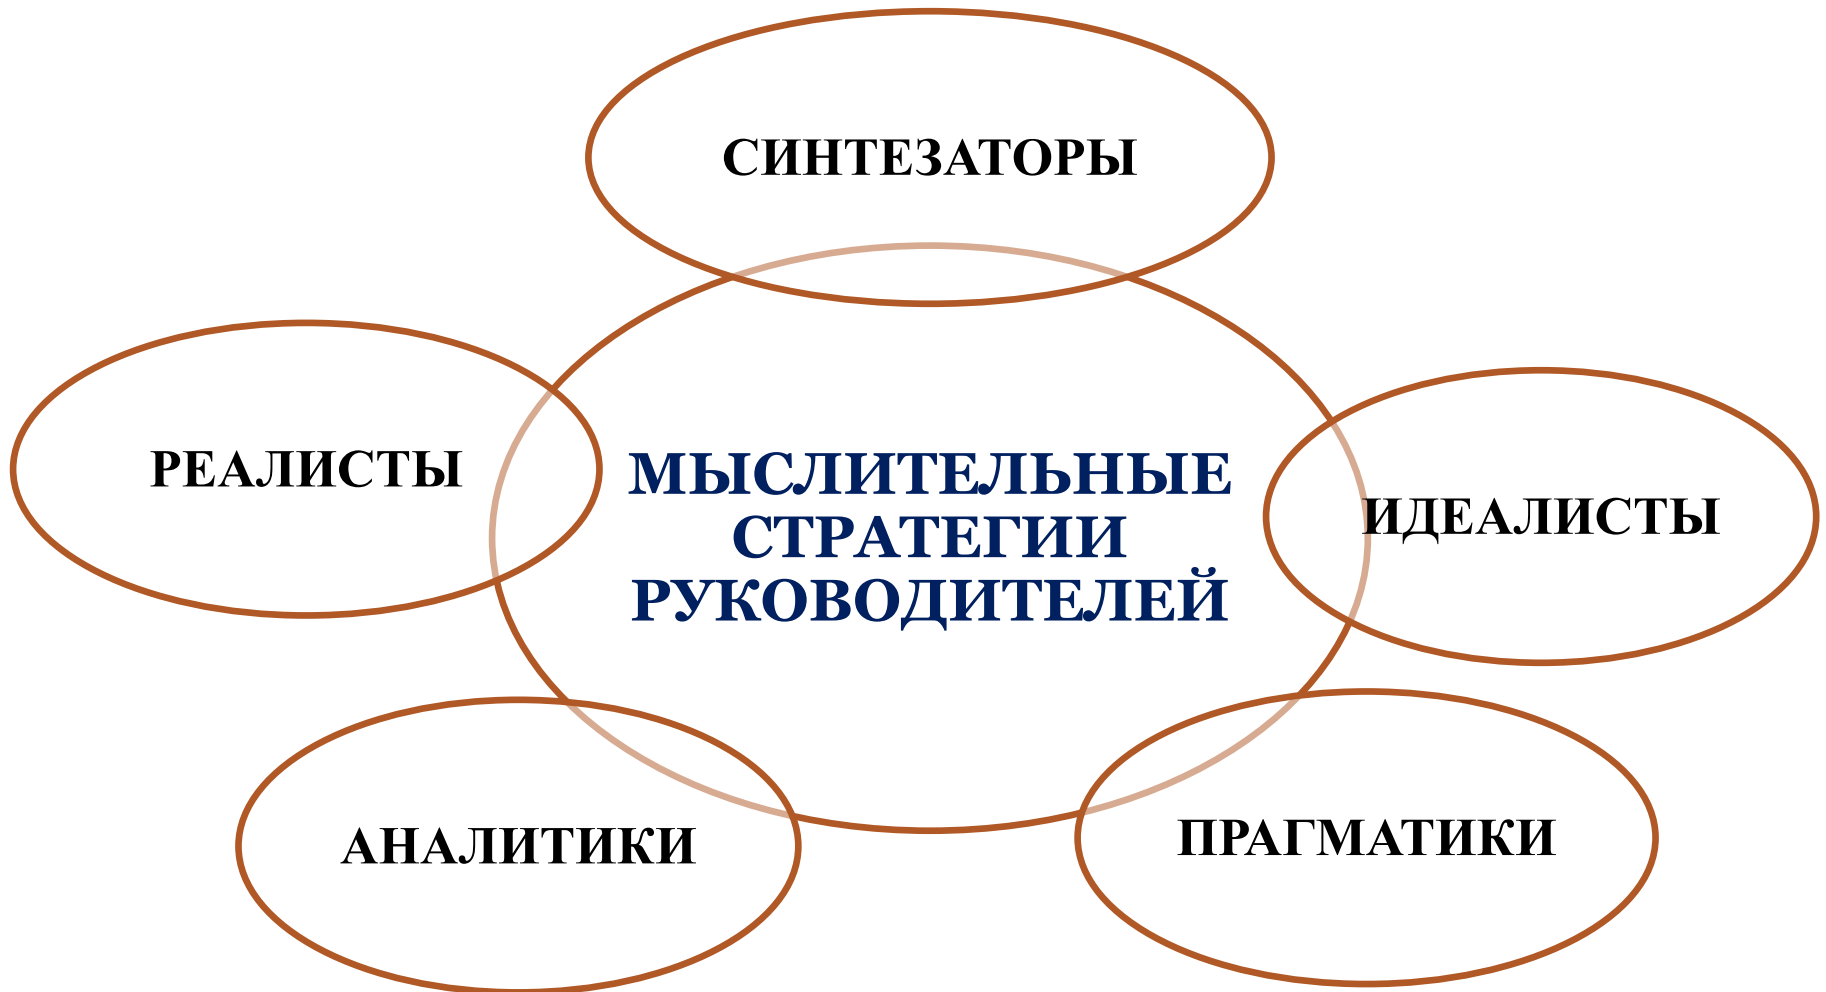 СИНТЕЗАТОРЫ
РЕАЛИСТЫ
МЫСЛИТЕЛЬНЫЕ
СТРАТЕГИИ
РУКОВОДИТЕЛЕЙ
ИДЕАЛИСТЫ
АНАЛИТИКИ
ПРАГМАТИКИ